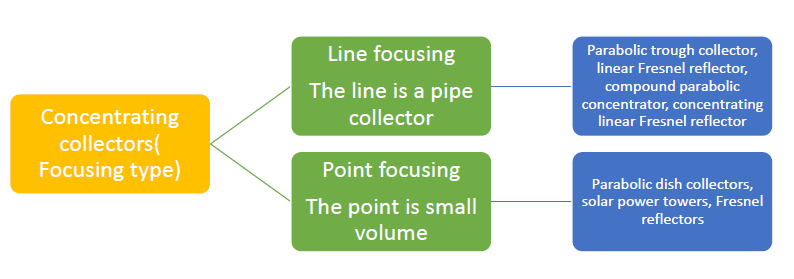 Concentrating
collectors(
Focusing type)
Line focusing
The line is a pipe
collector
Parabolic trough collector,
linear Fresnel reflector,
compound parabolic
concentrator, concentrating
linear Fresnel reflector
Point focusing
The point is small
volume
Parabolic dish collectors,
solar power towers, Fresnel
reflectors